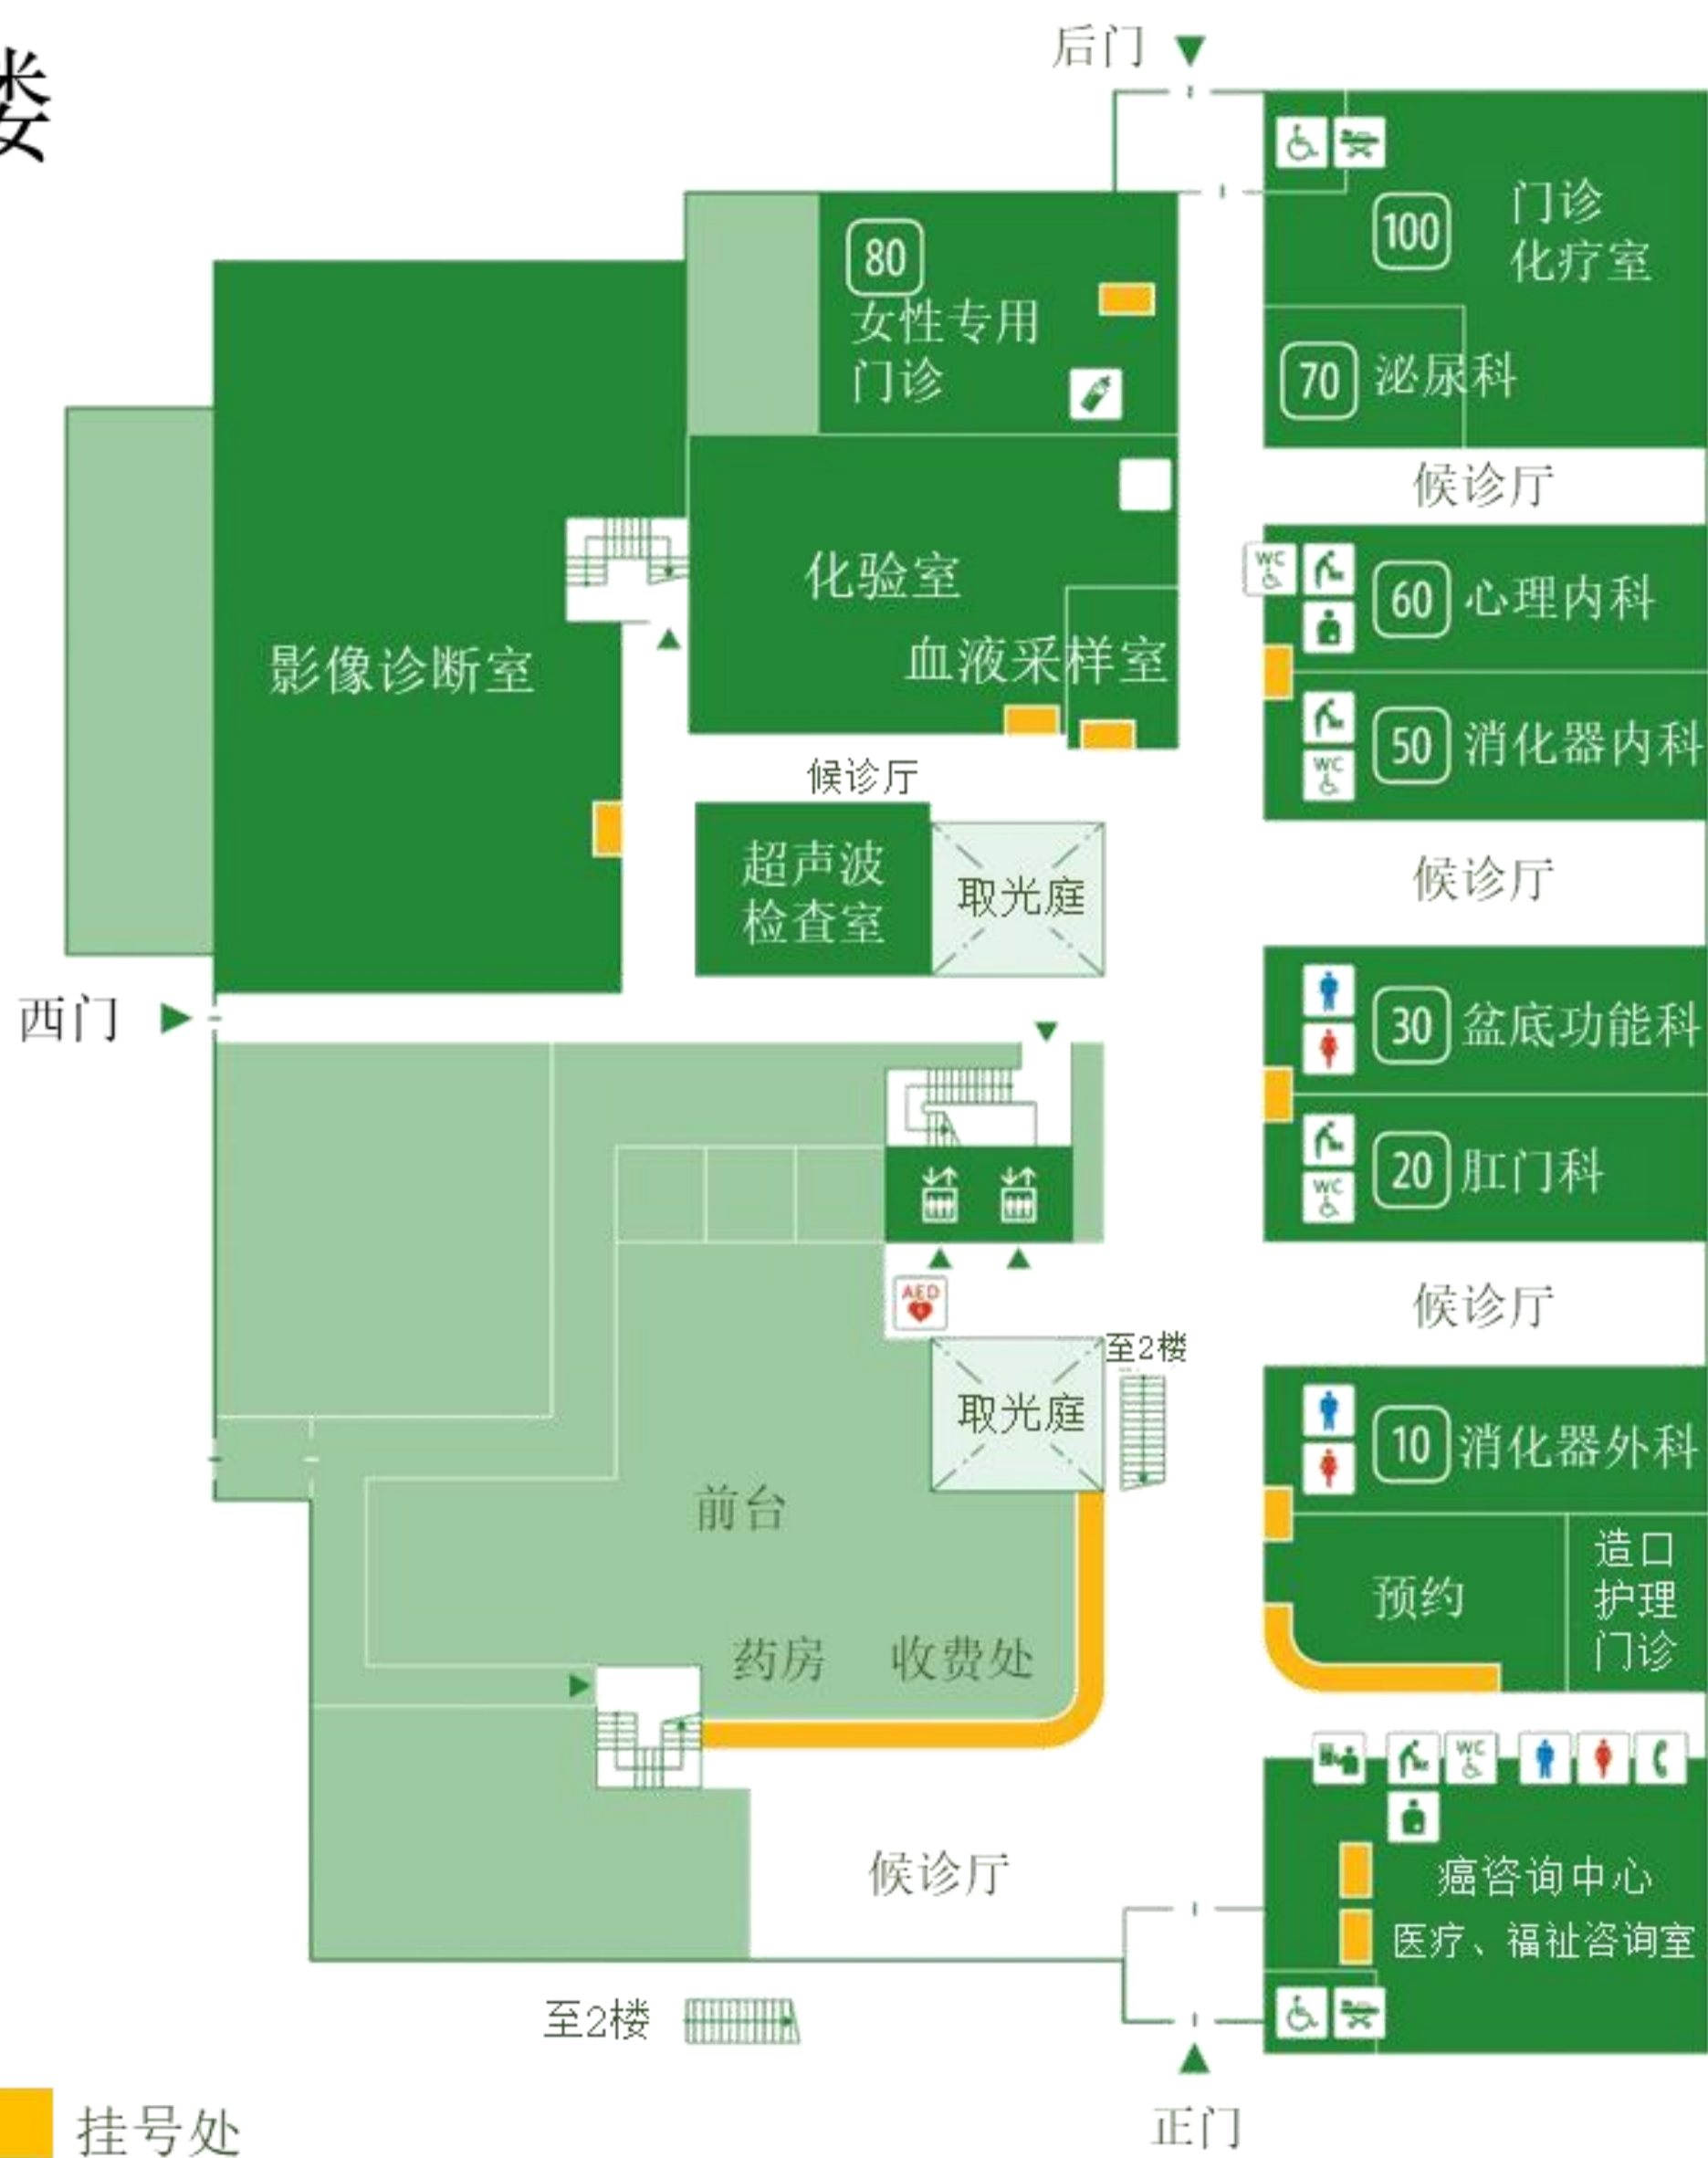 楼
后门
80
女性专用
门诊
100
门诊
化疗室
70
泌尿科
候诊厅
化验室
血液采样室
影像诊断室
WC
60
心理内科
50
消化器内科
WC
候诊厅
超声波
检查室
取光庭
候诊厅
西门
30
盆底功能科
20
肛门科
WC
候诊厅
AED
至2楼
取光庭
10
消化器外科
前台
预约
造口
护理
门诊
药房
收费处
WC
候诊厅
癌咨询中心
医疗、福祉咨询室
至2楼
正门
挂号处